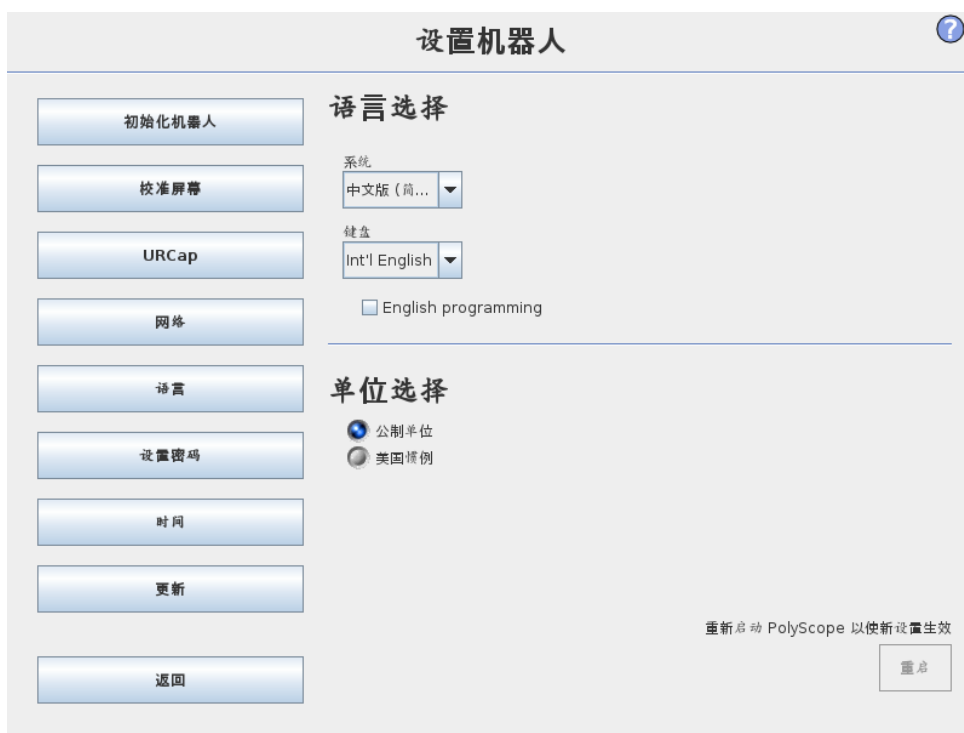 设置机器人
?
初始化机器人
校准屏幕
URCap
网络
语言
设置密码
时间
更新
返回
语言选择
系统
中文版 (简...
键盘
Int'l English
English programming
单位选择
公制单位
美国惯例
重新启动 PolyScope 以使新设置生效
重启